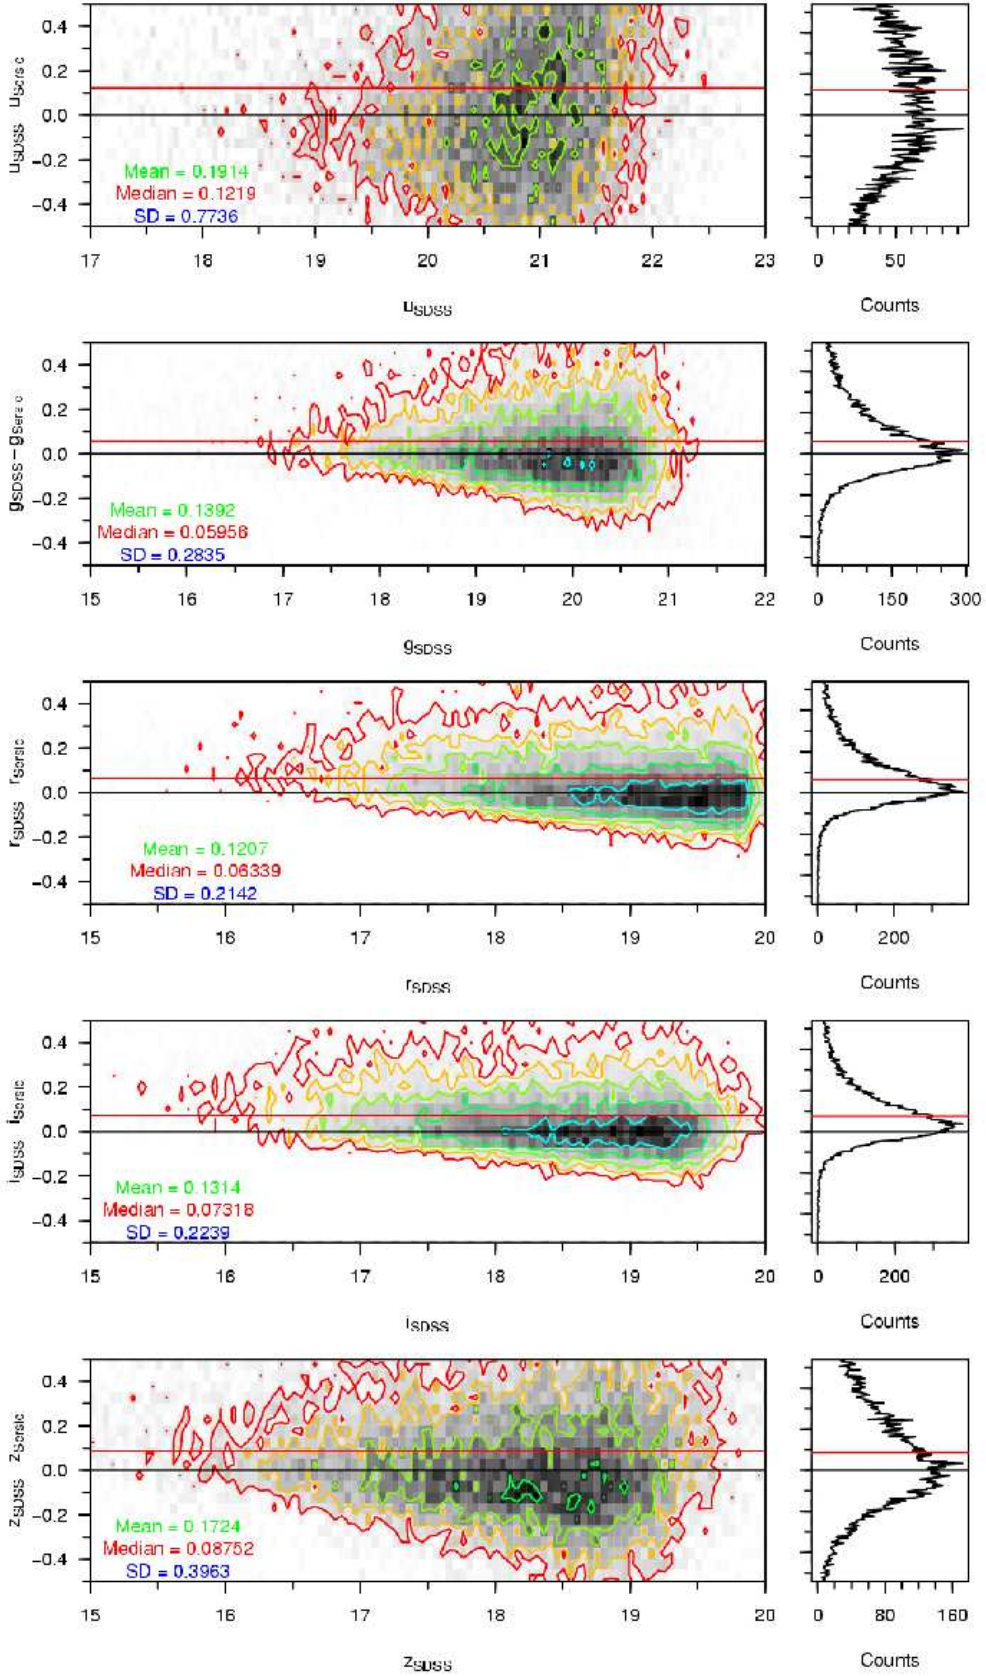 0.4
0.2
0.0
−0.2
−0.4
uSDSS uSersic
Mean = 0.1914
Median = 0.1219
SD = 0.7736
17 18 19 20 21 22 23
0 50
uSDSS
Counts
0.4
0.2
0.0
−0.2
−0.4
gSDSS − gSersic
Mean = 0.1392
Median = 0.05956
SD = 0.2835
15 16 17 18 19 20 21 22
0 150 300
gSDSS
Counts
0.4
0.2
0.0
−0.2
−0.4
rSDSS rSersic
Mean = 0.1207
Median = 0.06339
SD = 0.2142
15 16 17 18 19 20
0 200
rSDSS
Counts
0.4
0.2
0.0
−0.2
−0.4
iSDSS iSersic
Mean = 0.1314
Median = 0.07318
SD = 0.2239
15 16 17 18 19 20
0 200
iSDSS
Counts
0.4
0.2
0.0
−0.2
−0.4
zSDSS zSersic
Mean = 0.1724
Median = 0.08752
SD = 0.3963
15 16 17 18 19 20
0 80 160
zSDSS
Counts